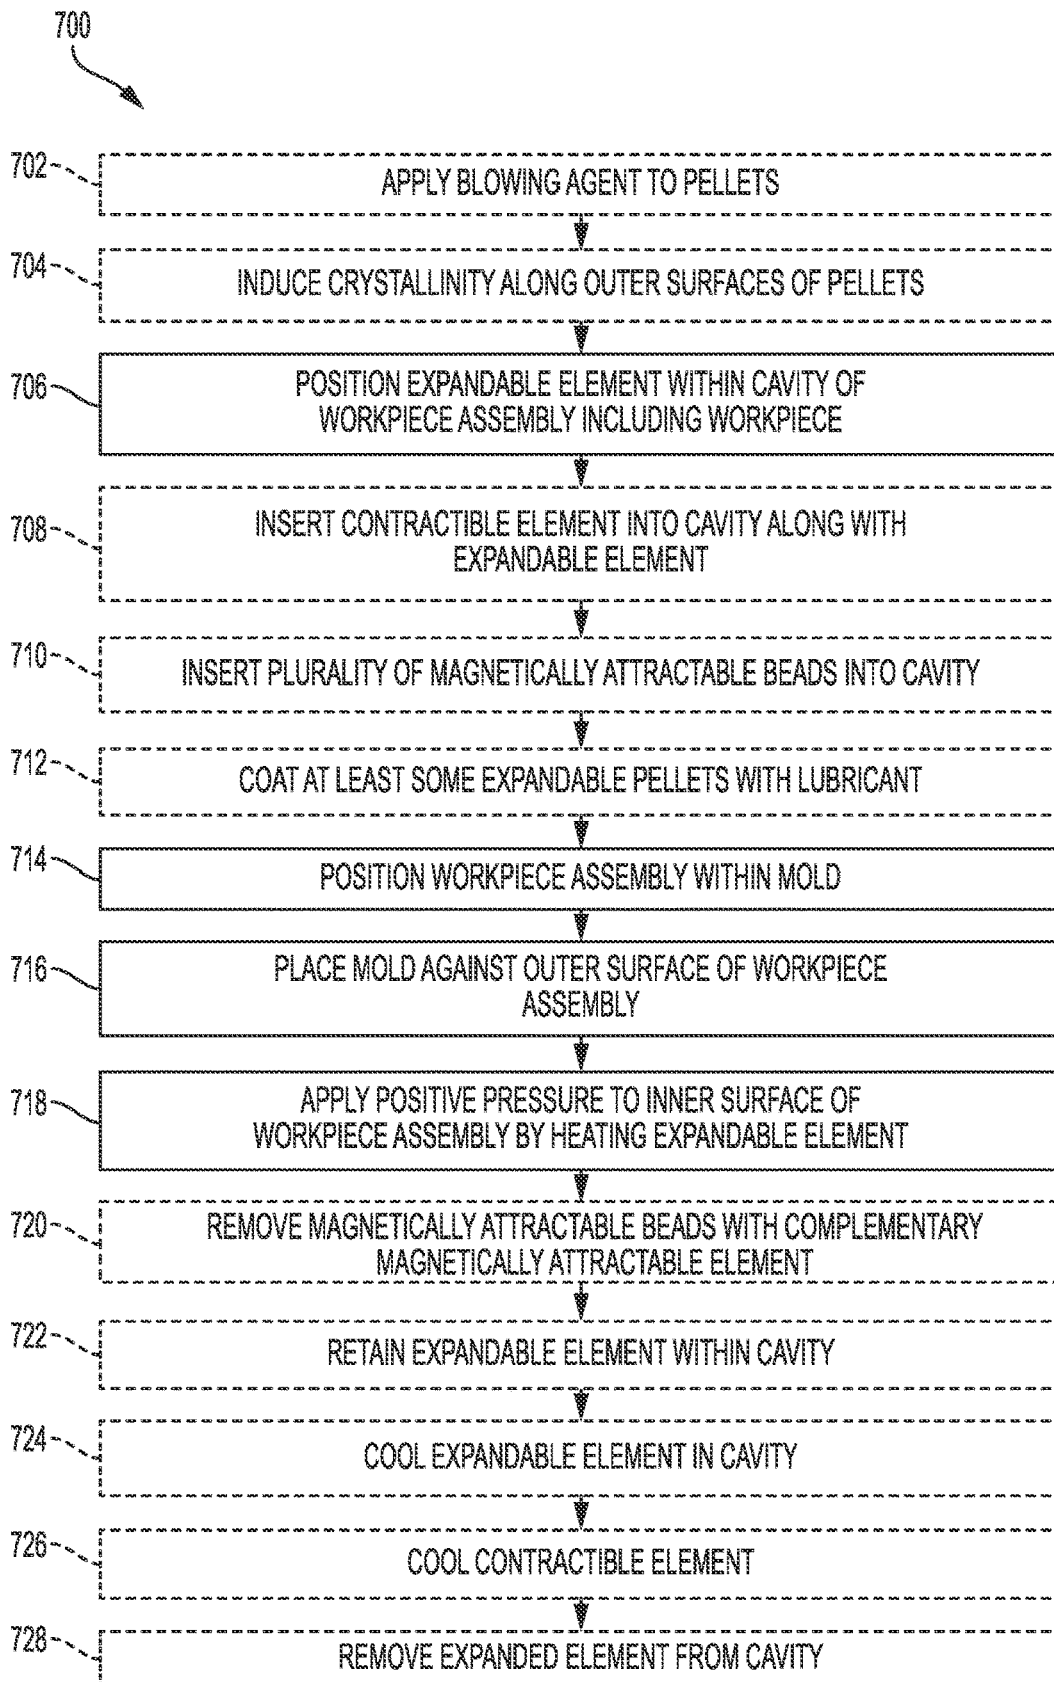 700
702
APPLY BLOWING AGENT TO PELLETS
704
INDUCE CRYSTALLINITY ALONG OUTER SURFACES OF PELLETS
706
POSITION EXPANDABLE ELEMENT WITHIN CAVITY OF
WORKPIECE ASSEMBLY INCLUDING WORKPIECE
708
INSERT CONTRACTIBLE ELEMENT INTO CAVITY ALONG WITH
EXPANDABLE ELEMENT
710
INSERT PLURALITY OF MAGNETICALLY ATTRACTABLE BEADS INTO CAVITY
712
COAT AT LEAST SOME EXPANDABLE PELLETS WITH LUBRICANT
714
POSITION WORKPIECE ASSEMBLY WITHIN MOLD
716
PLACE MOLD AGAINST OUTER SURFACE OF WORKPIECE
ASSEMBLY
718
APPLY POSITIVE PRESSURE TO INNER SURFACE OF
WORKPIECE ASSEMBLY BY HEATING EXPANDABLE ELEMENT
720
REMOVE MAGNETICALLY ATTRACTABLE BEADS WITH COMPLEMENTARY
MAGNETICALLY ATTRACTABLE ELEMENT
722
RETAIN EXPANDABLE ELEMENT WITHIN CAVITY
724
COOL EXPANDABLE ELEMENT IN CAVITY
726
COOL CONTRACTIBLE ELEMENT
728
REMOVE EXPANDED ELEMENT FROM CAVITY